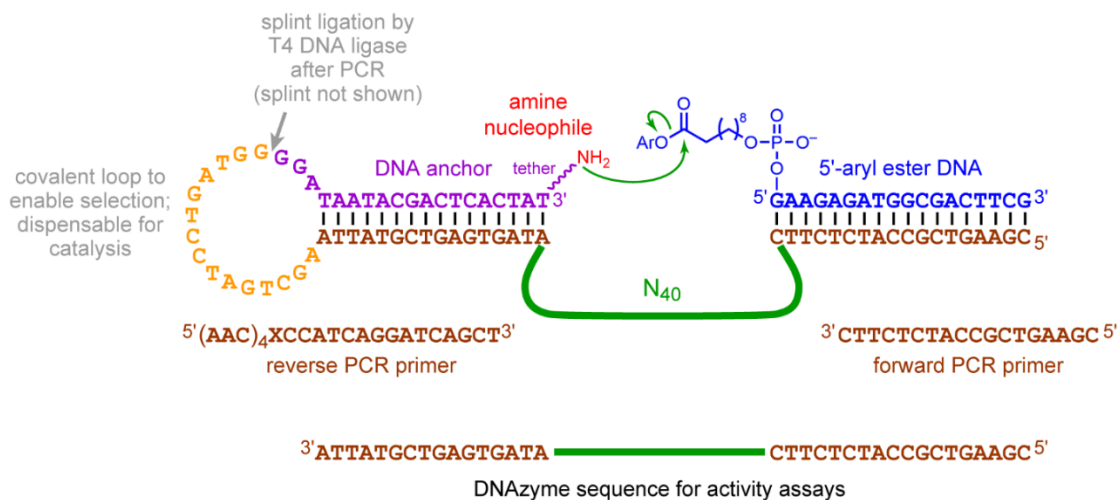 splint ligation by
T4 DNA ligase
after PCR
(splint not shown)
amine
nucleophile
NH2
tether
DNA anchor
ArO
O
8
O
P
O
O−
O
5'-aryl ester DNA
covalent loop to
enable selection;
dispensable for
catalysis
GGTAGTCCTAGTCGA
GGA
TAATACGACTCACTAT3'
5'GAAGAGATGGCGACTTCG3'
ATTATGCTGAGTGATA
CTTCTCTACCGCTGAAGC5'
N40
5'(AAC)4XCCATCAGGATCAGCT3'
reverse PCR primer
3'CTTCTCTACCGCTGAAGC5'
forward PCR primer
3'ATTATGCTGAGTGATA CTTCTCTACCGCTGAAGC5'
DNAzyme sequence for activity assays